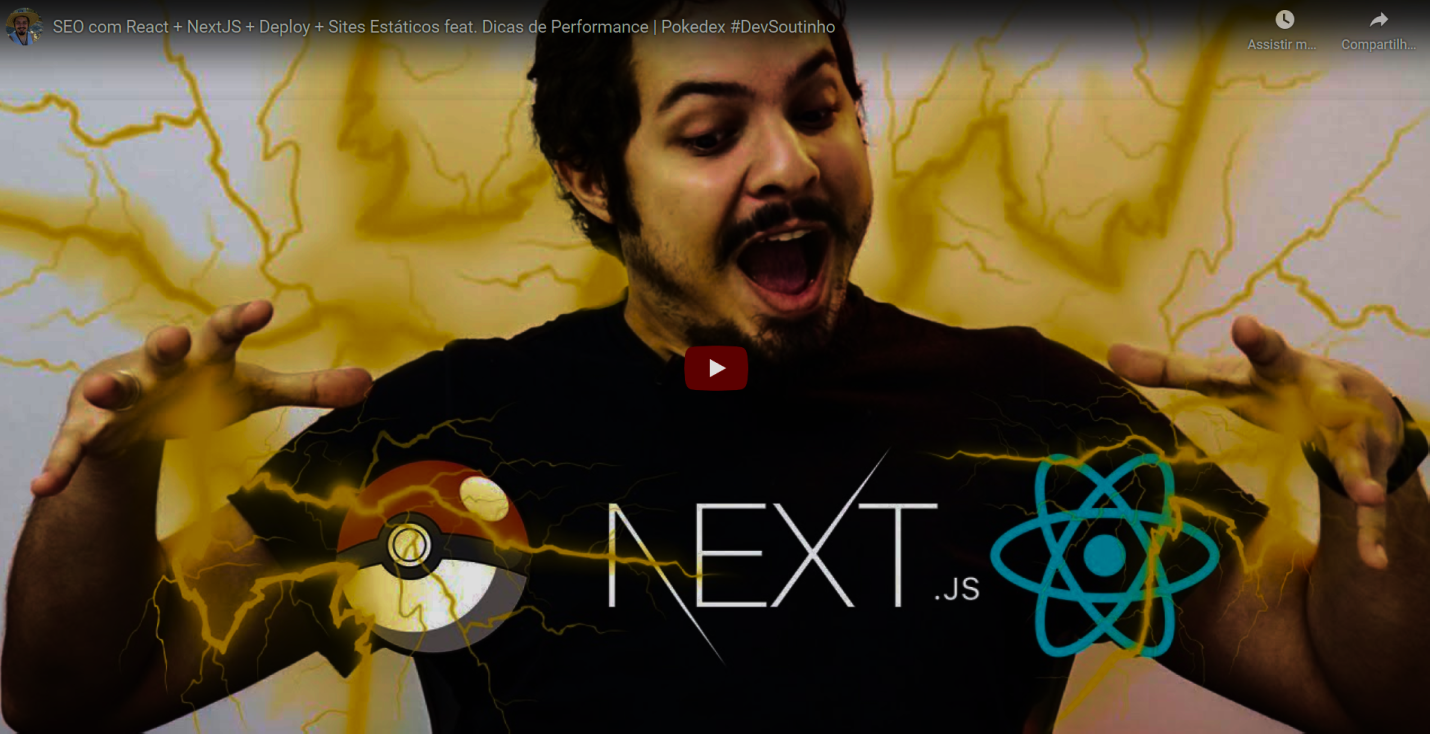 SEO com React + NextJS + Deploy + Sites Estáticos feat. Dicas de Performance | Pokedex #DevSoutinho
Assistir m...
Compartilh...
NEXT
.JS